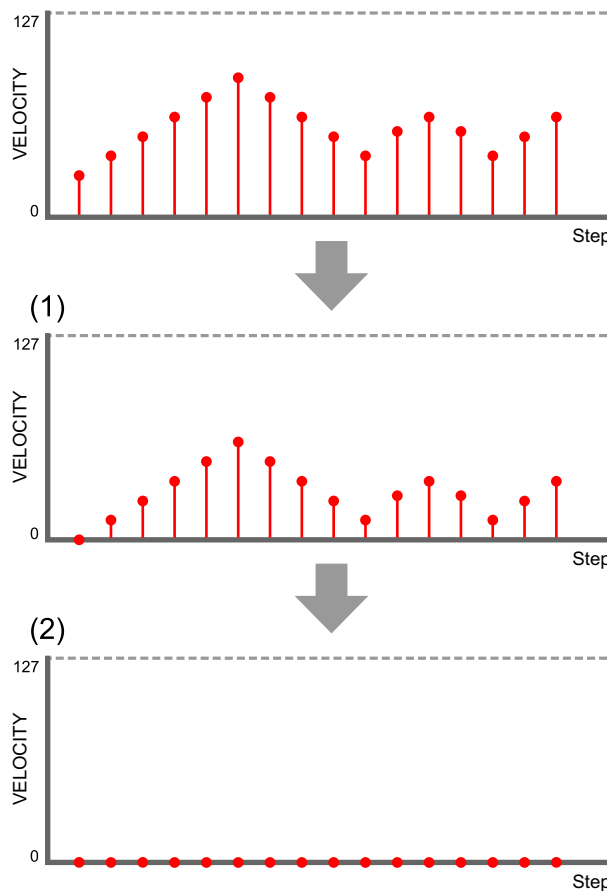 127
VELOCITY
0
Step
(1)
127
VELOCITY
0
Step
(2)
127
VELOCITY
0
Step